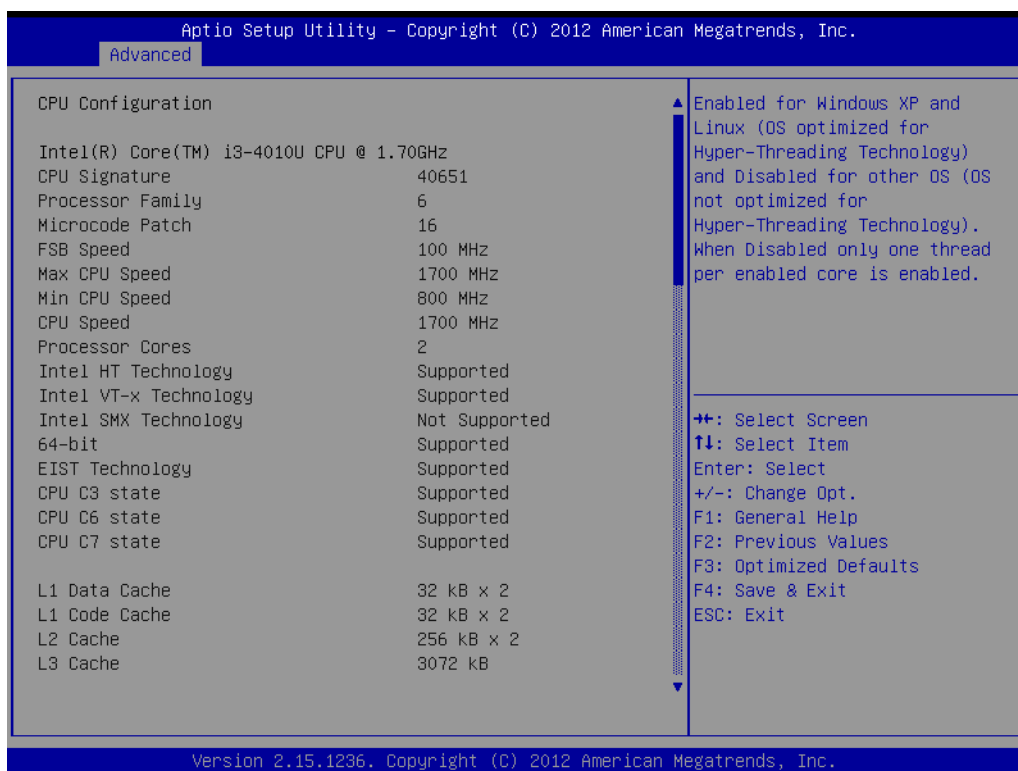 Aptio Setup Utility – Copyright (C) 2012 American Megatrends, Inc.
Advanced
CPU Configuration
Intel(R) Core(TM) i3-4010U CPU @ 1.70GHz
CPU Signature 40651
Processor Family 6
Microcode Patch 16
FSB Speed 100 MHz
Max CPU Speed 1700 MHz
Min CPU Speed 800 MHz
CPU Speed 1700 MHz
Processor Cores 2
Intel HT Technology Supported
Intel VT-x Technology Supported
Intel SMX Technology Not Supported
64-bit Supported
EIST Technology Supported
CPU C3 state Supported
CPU C6 state Supported
CPU C7 state Supported
L1 Data Cache 32 kB x 2
L1 Code Cache 32 kB x 2
L2 Cache 256 kB x 2
L3 Cache 3072 kB
Enabled for Windows XP and
Linux (OS optimized for
Hyper-Threading Technology)
and Disabled for other OS (OS
not optimized for
Hyper-Threading Technology).
When Disabled only one thread
per enabled core is enabled.
→←: Select Screen
↑↓: Select Item
Enter: Select
+/-: Change Opt.
F1: General Help
F2: Previous Values
F3: Optimized Defaults
F4: Save & Exit
ESC: Exit
Version 2.15.1236. Copyright (C) 2012 American Megatrends, Inc.